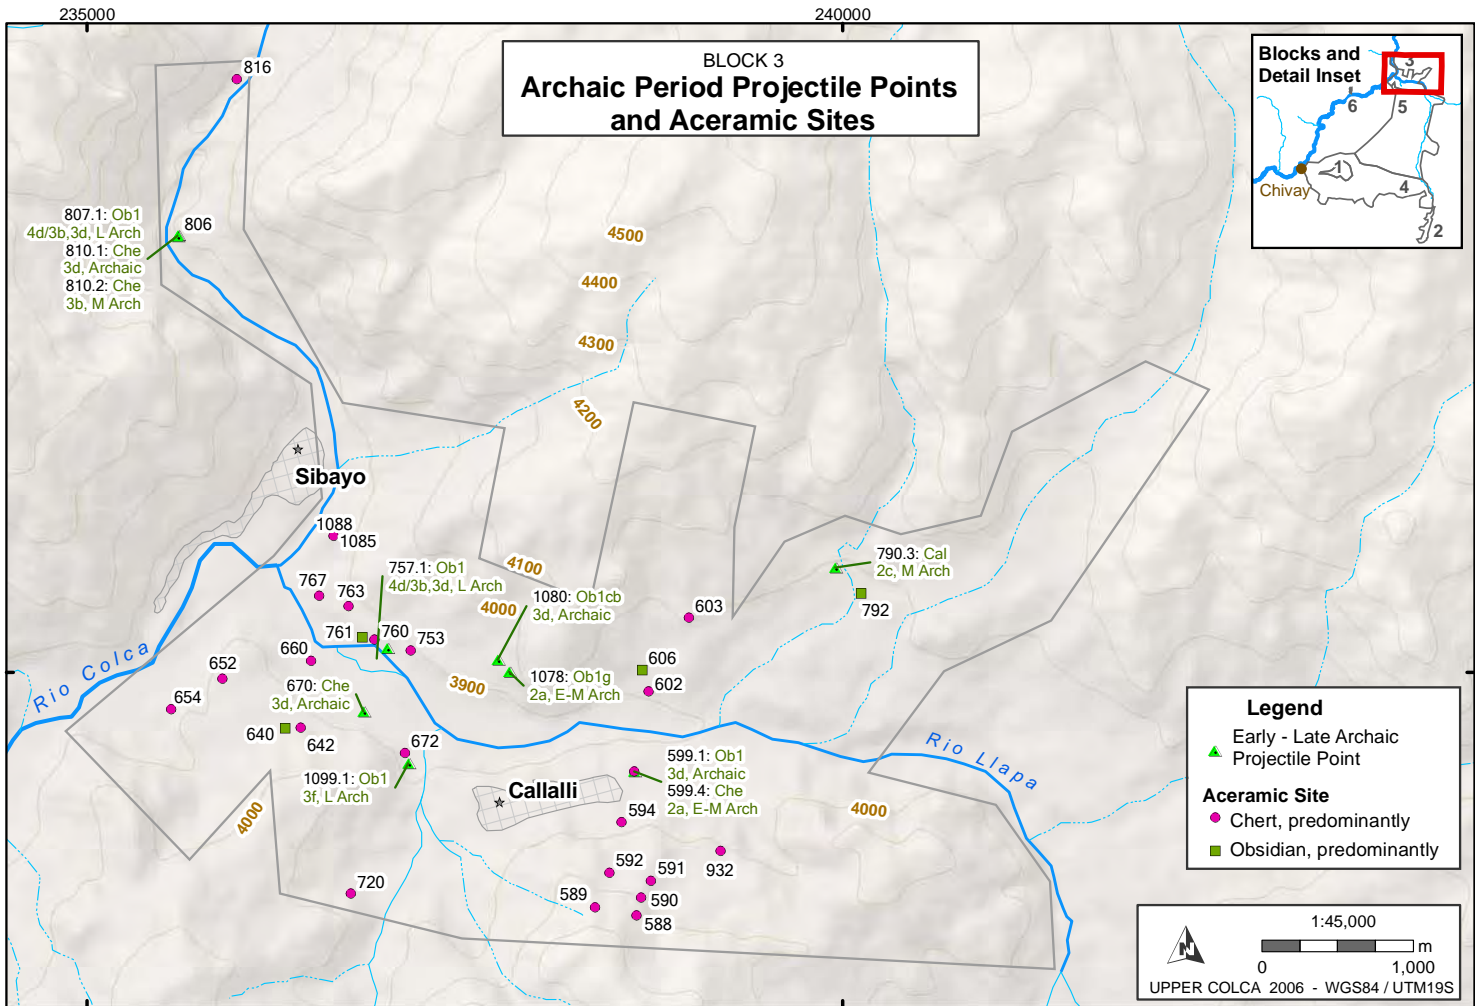 235000
240000
BLOCK 3
Archaic Period Projectile Points
and Aceramic Sites
Blocks and
Detail Inset
3
5
6
1
4
2
Chivay
816
806
807.1: Ob1
4d/3b,3d, L Arch
810.1: Che
3d, Archaic
810.2: Che
3b, M Arch
4500
4400
4300
4200
4100
4000
3900
Sibayo
1088
1085
757.1: Ob1
4d/3b,3d, L Arch
767
763
761
760
753
660
652
654
1080: Ob1cb
3d, Archaic
1078: Ob1g
2a, E-M Arch
603
606
602
790.3: Cal
2c, M Arch
792
Rio Colca
670: Che
3d, Archaic
640
642
672
1099.1: Ob1
3f, L Arch
4000
Callalli
599.1: Ob1
3d, Archaic
599.4: Che
2a, E-M Arch
594
4000
Rio Llapa
592
591
932
589
590
588
720
Legend
Early - Late Archaic
Projectile Point
Aceramic Site
Chert, predominantly
Obsidian, predominantly
N
1:45,000
m
0
1,000
UPPER COLCA 2006 - WGS84 / UTM19S